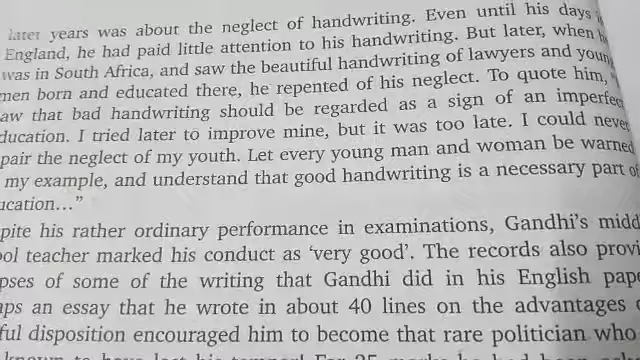 later years was about the neglect of handwriting. Even until his days
England, he had paid little attention to his handwriting. But later, when
was in South Africa, and saw the beautiful handwriting of lawyers and
men born and educated there, he repented of his neglect. To quote him,
aw that bad handwriting should be regarded as a sign of an imperfec
ducation. I tried later to improve mine, but it was too late. I could never
pair the neglect of my youth. Let every young man and woman be warned
my example, and understand that good handwriting is a necessary part of
ucation…”
pite his rather ordinary performance in examinations, Gandhi’s midd
ol teacher marked his conduct as ‘very good’. The records also provi
pses of some of the writing that Gandhi did in his English pape
aps an essay that he wrote in about 40 lines on the advantages
ful disposition encouraged him to become that rare politician who